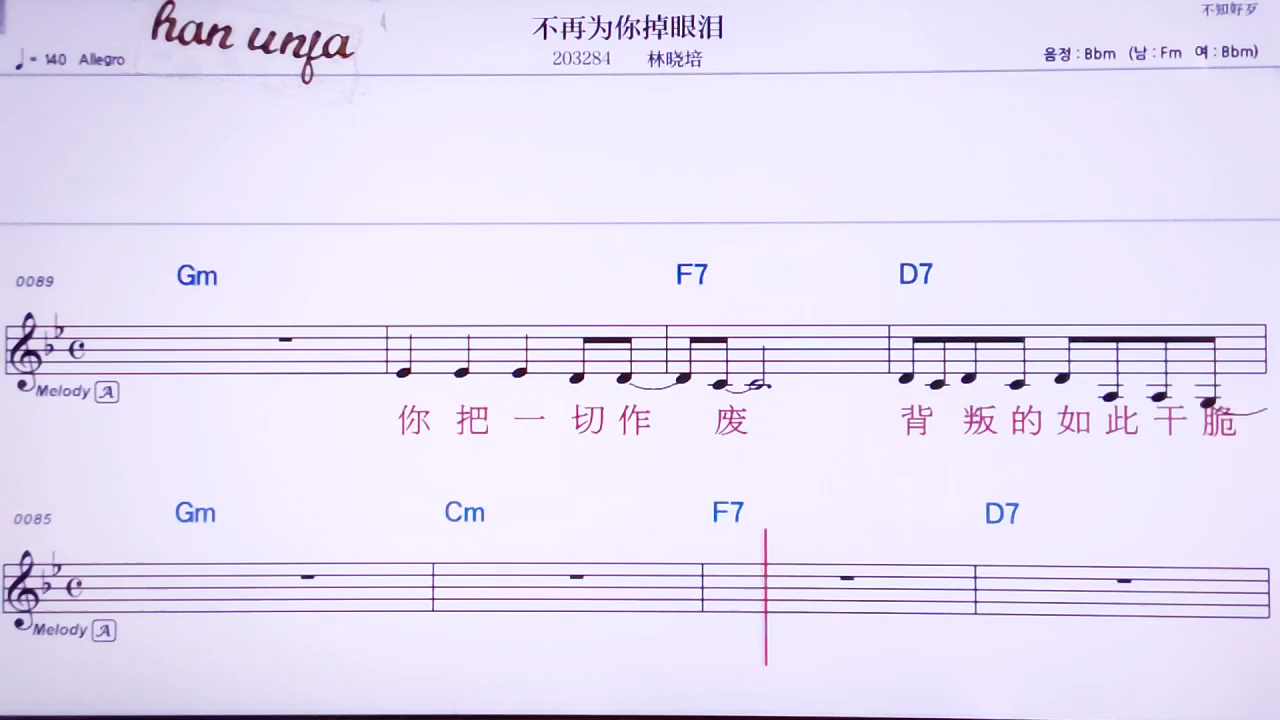 han unfa
不再为你掉眼泪
不知好歹
♩= 140 Allegro
203284 林晓培
음정 : Bbm (남 : Fm 여 : Bbm)
0089 Gm F7 D7
Melody A
你 把 一 切 作 废 背 叛 的 如 此 干 脆
0085 Gm Cm F7 D7
Melody A